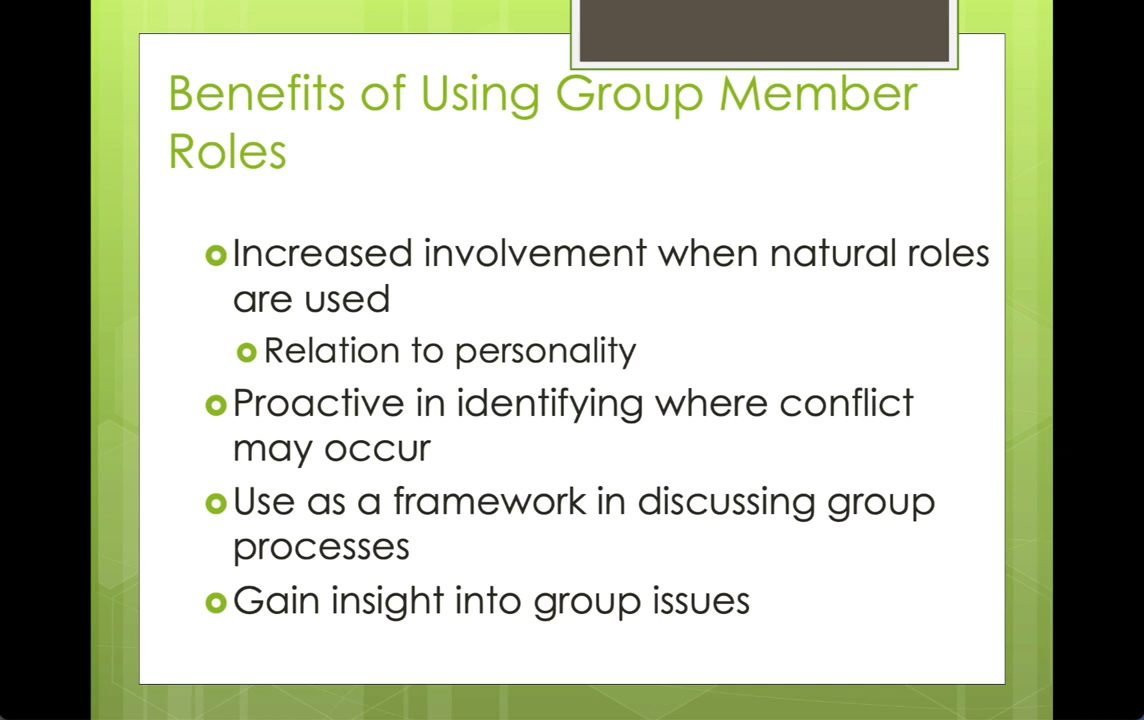 Benefits of Using Group Member
Roles
Increased involvement when natural roles
are used
Relation to personality
Proactive in identifying where conflict
may occur
Use as a framework in discussing group
processes
Gain insight into group issues